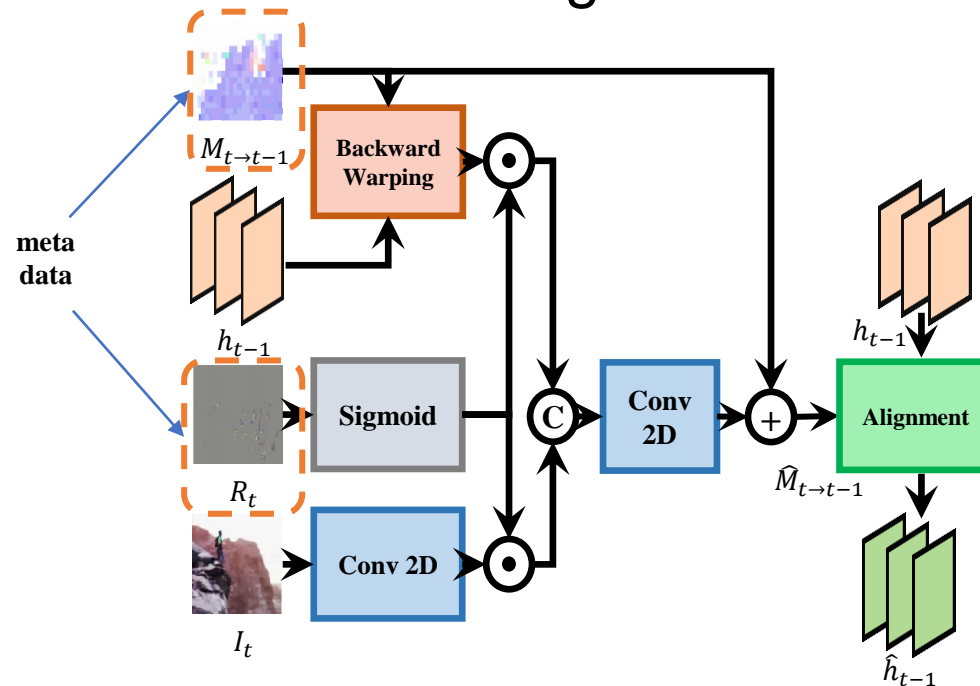 M_{t→t−1}
Backward
Warping
meta
data
h_{t−1}
h_{t−1}
Sigmoid
C
Conv
2D
+
Alignment
M̂_{t→t−1}
R_t
Conv 2D
I_t
ĥ_{t−1}